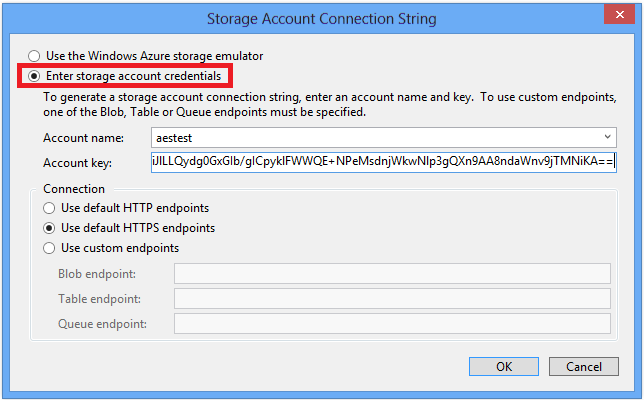 Storage Account Connection String
Use the Windows Azure storage emulator
Enter storage account credentials
To generate a storage account connection string, enter an account name and key. To use custom endpoints,
one of the Blob, Table or Queue endpoints must be specified.
Account name: aestest
Account key: iJILLQydg0GxGIb/gICpykIFWWQE+NPeMsdnjWkwNIp3gQXn9AA8ndaWnv9jTMNiKA==
Connection
Use default HTTP endpoints
Use default HTTPS endpoints
Use custom endpoints
Blob endpoint:
Table endpoint:
Queue endpoint:
OK Cancel